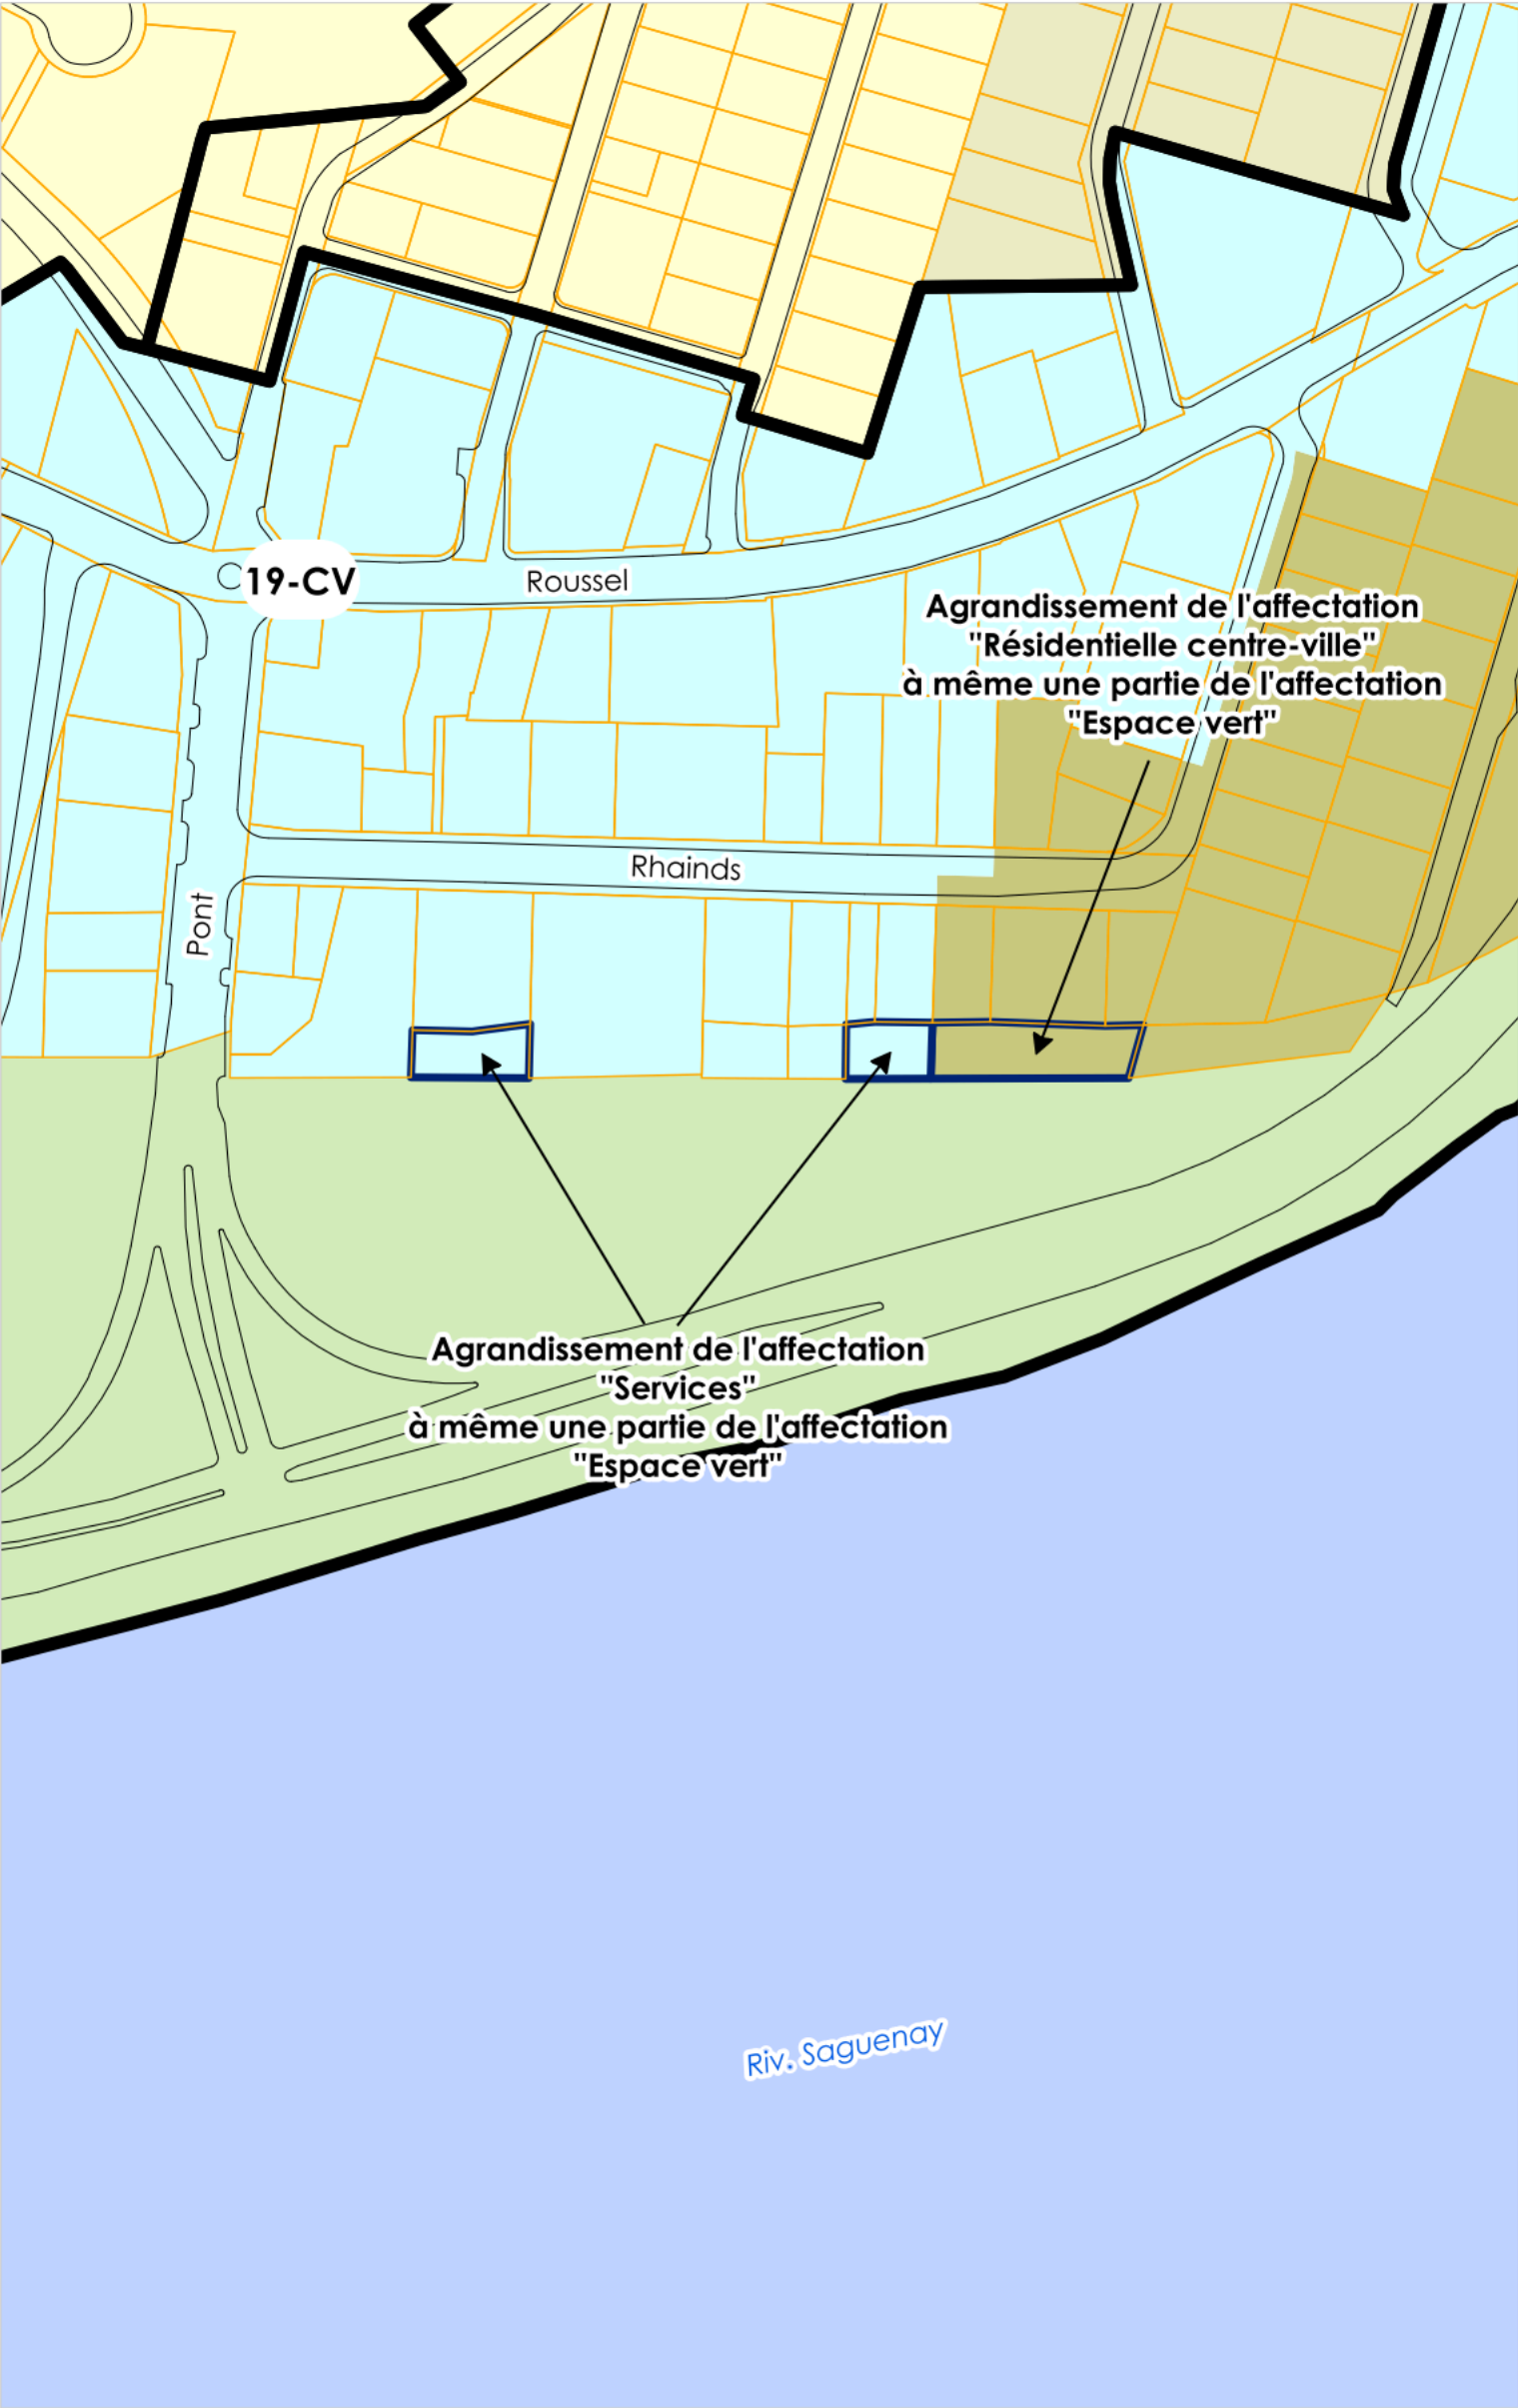 19-CV
Roussel
Agrandissement de l'affectation
"Résidentielle centre-ville"
à même une partie de l'affectation
"Espace vert"
Rhainds
Pont
Agrandissement de l'affectation
"Services"
à même une partie de l'affectation
"Espace vert"
Riv. Saguenay